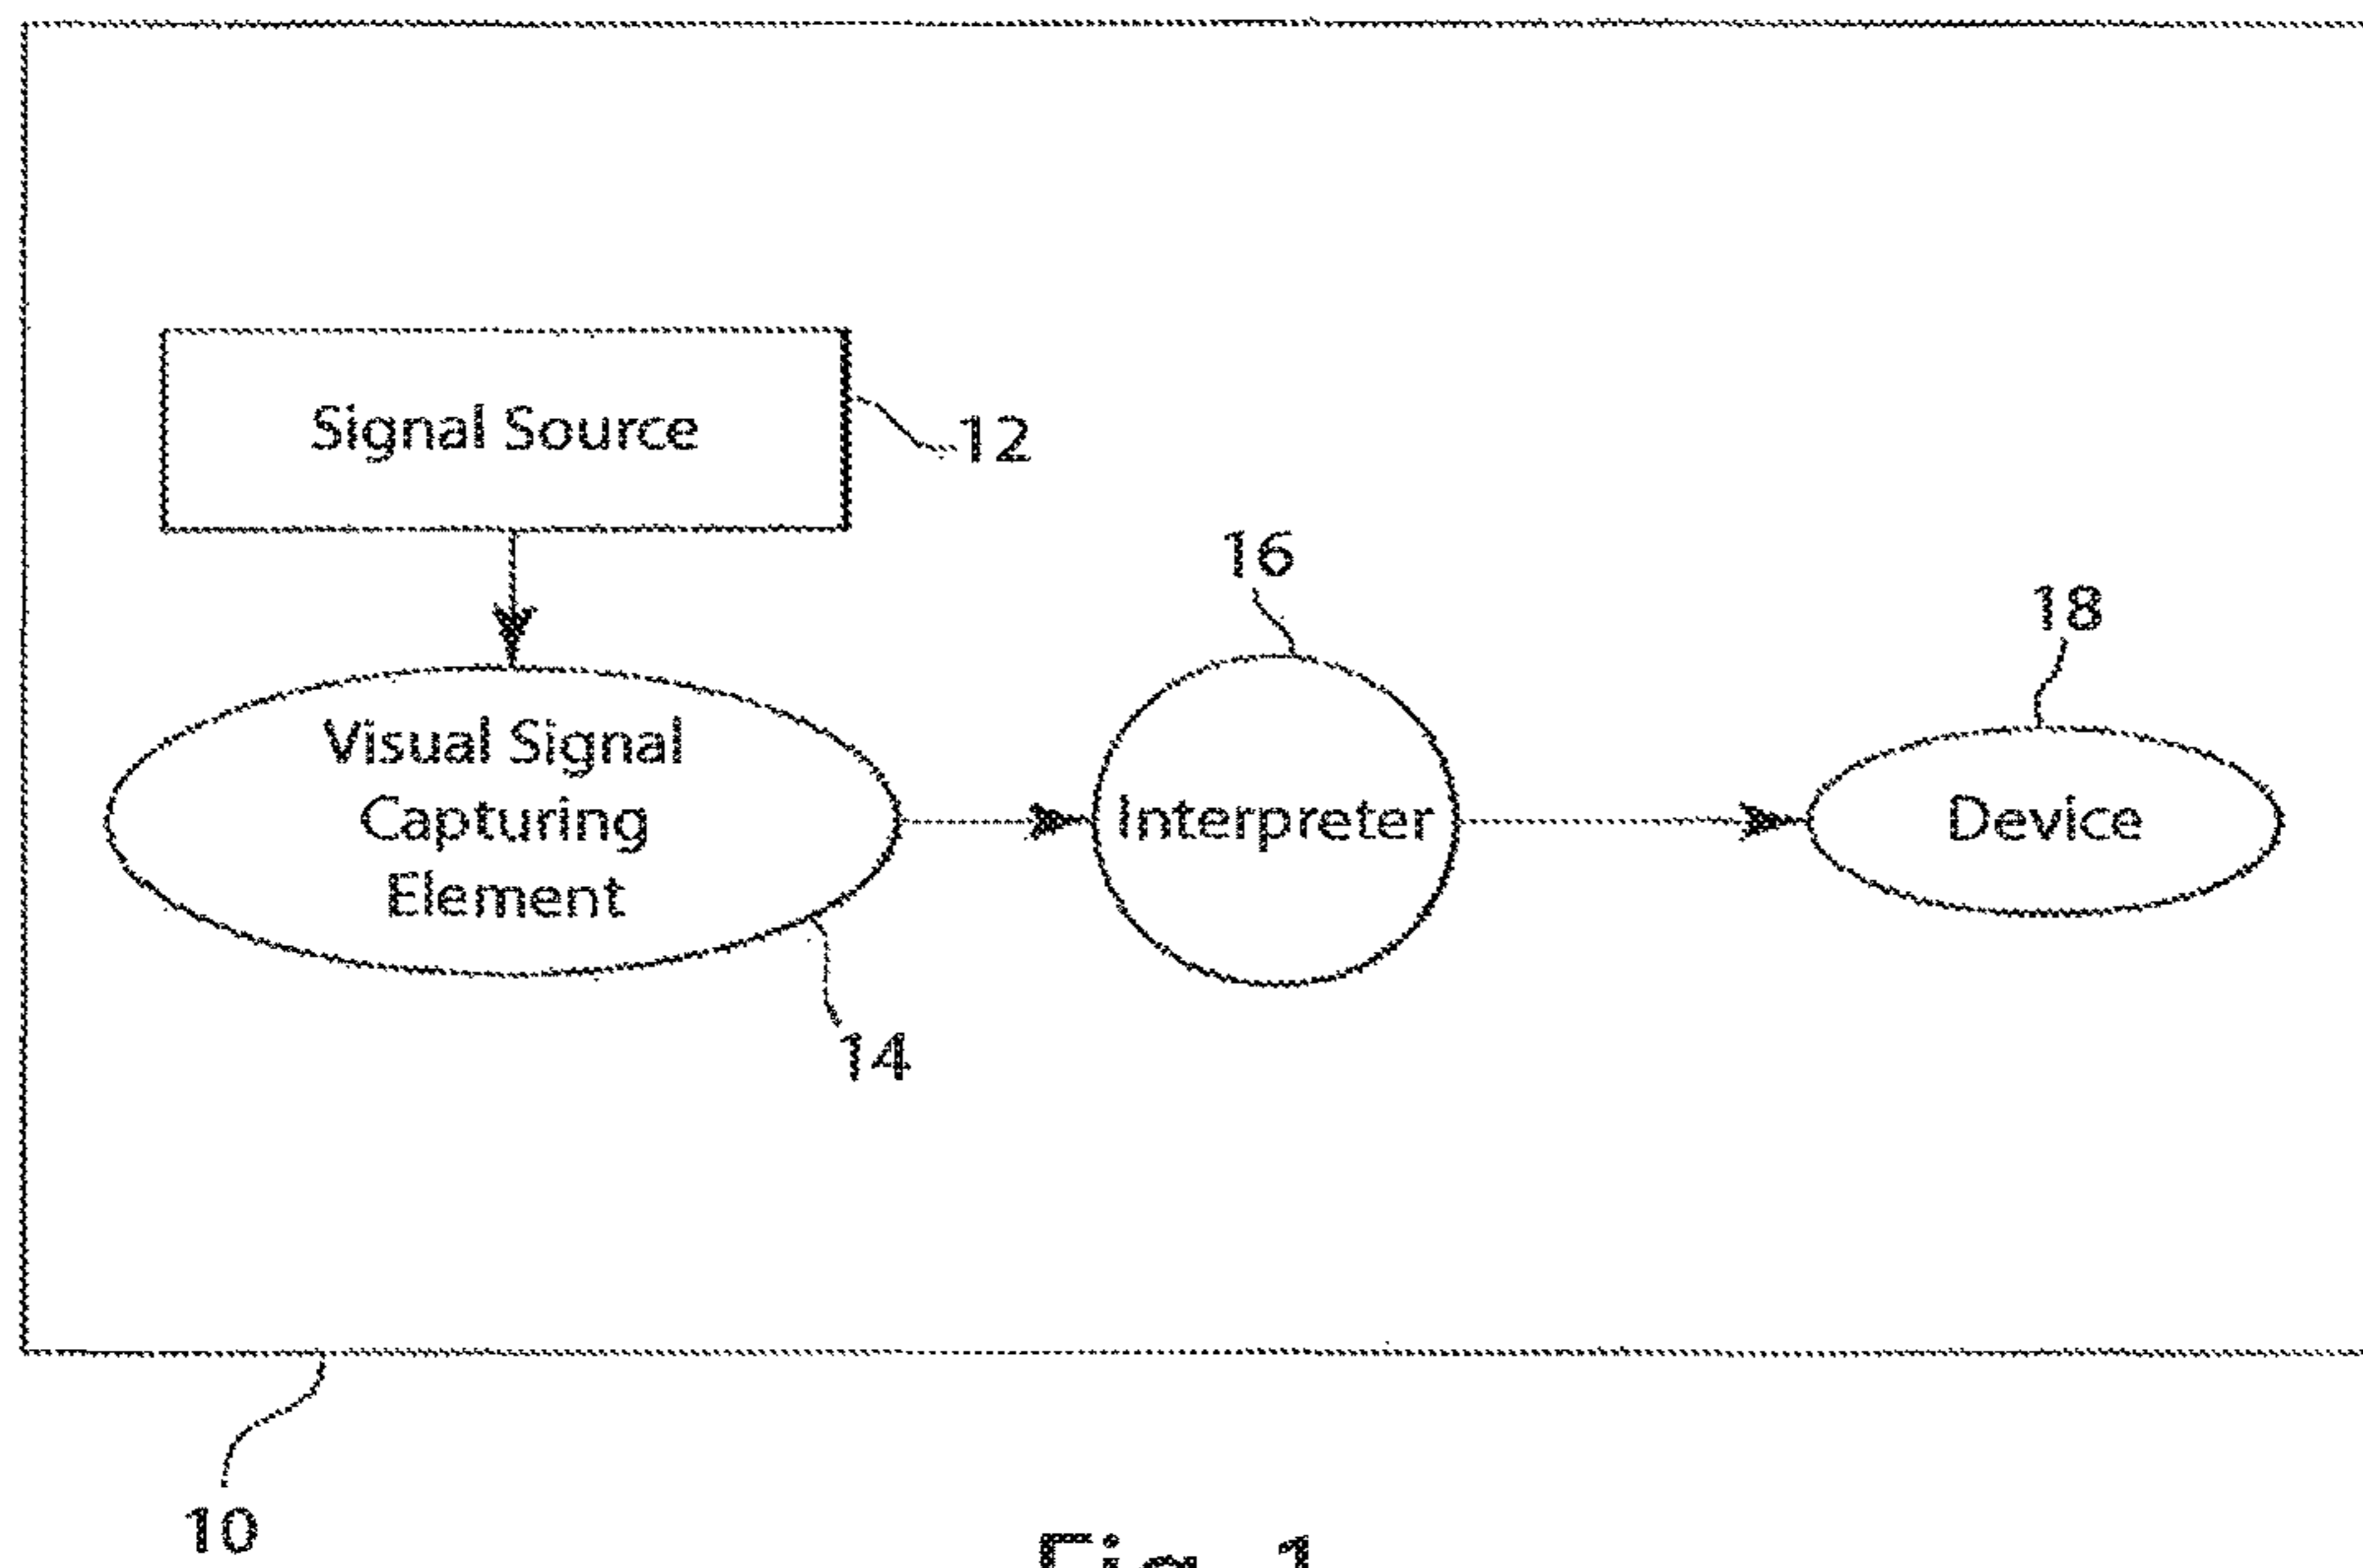 Signal Source
12
16
18
Visual Signal
Capturing
Element
Interpreter
Device
14
10
Fig. 1